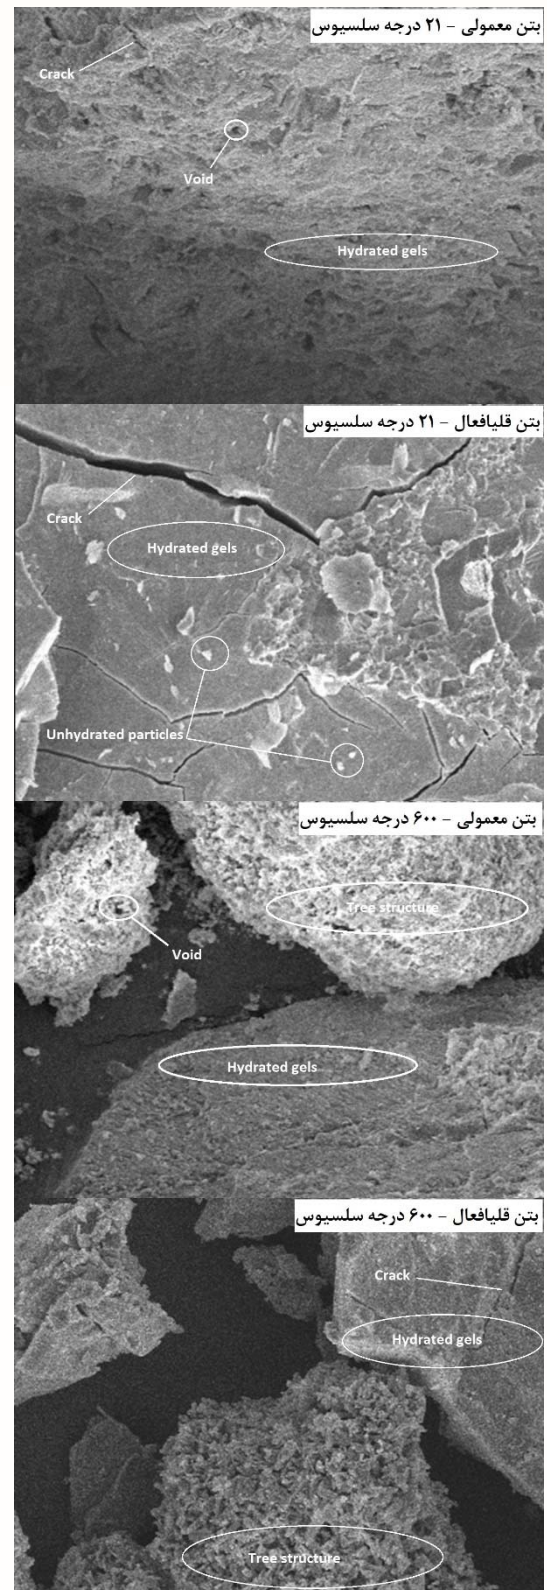 بتن معمولی - ۲۱ درجه سلسیوس
Crack
Void
Hydrated gels
بتن قلیافعال - ۲۱ درجه سلسیوس
Crack
Hydrated gels
Unhydrated particles
بتن معمولی - ۶۰۰ درجه سلسیوس
Tree structure
Void
Hydrated gels
بتن قلیافعال - ۶۰۰ درجه سلسیوس
Crack
Hydrated gels
Tree structure